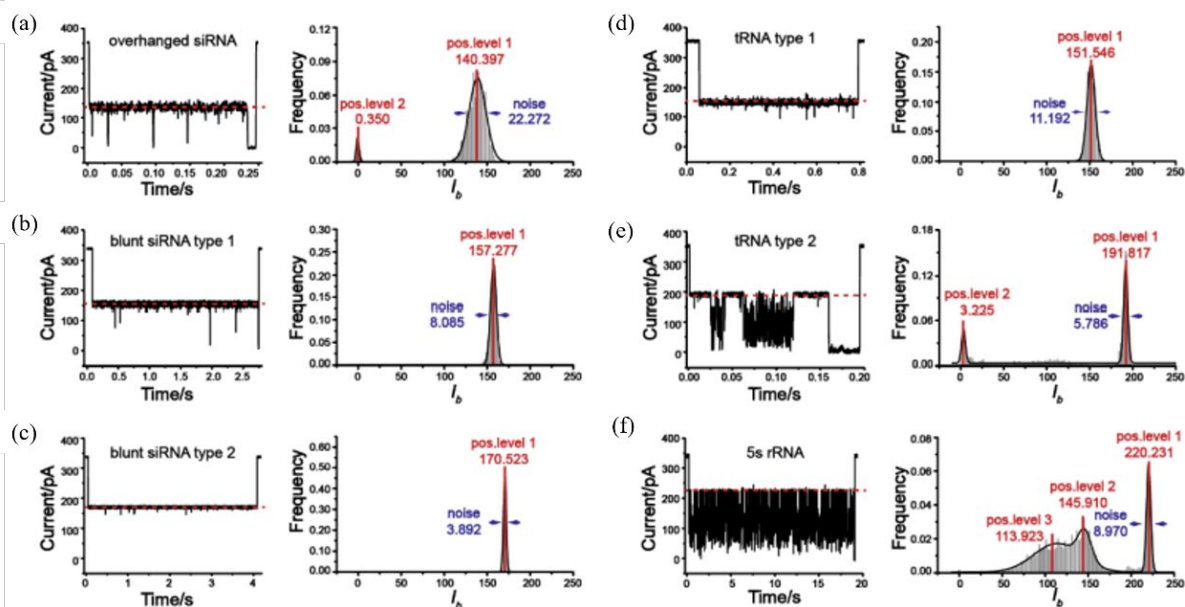 (a)
overhanged siRNA
Current/pA
400
300
200
100
0
0.0 0.05 0.10 0.15 0.20 0.25
Time/s
Frequency
0.12
0.09
0.06
0.03
0.00
pos.level 1
140.397
pos.level 2
0.350
noise
22.272
0 50 100 150 200 250
I_b
(b)
blunt siRNA type 1
Current/pA
400
300
200
100
0
0.0 0.5 1.0 1.5 2.0 2.5
Time/s
Frequency
0.30
0.25
0.20
0.15
0.10
0.05
0.00
pos.level 1
157.277
noise
8.085
0 50 100 150 200 250
I_b
(c)
blunt siRNA type 2
Current/pA
400
300
200
100
0
0 1 2 3 4
Time/s
Frequency
0.60
0.50
0.40
0.30
0.20
0.10
0.00
pos.level 1
170.523
noise
3.892
0 50 100 150 200 250
I_b
(d)
tRNA type 1
Current/pA
400
300
200
100
0
0.0 0.2 0.4 0.6 0.8
Time/s
Frequency
0.20
0.15
0.10
0.05
0.00
pos.level 1
151.546
noise
11.192
0 50 100 150 200 250
I_b
(e)
tRNA type 2
Current/pA
400
300
200
100
0
0.00 0.05 0.10 0.15 0.20
Time/s
Frequency
0.18
0.12
0.06
0.00
pos.level 1
191.817
pos.level 2
3.225
noise
5.786
0 50 100 150 200 250
I_b
(f)
5s rRNA
Current/pA
400
300
200
100
0
0 5 10 15 20
Time/s
Frequency
0.08
0.06
0.04
0.02
0.00
pos.level 1
220.231
pos.level 2
145.910
pos.level 3
113.923
noise
8.970
0 50 100 150 200 250
I_b